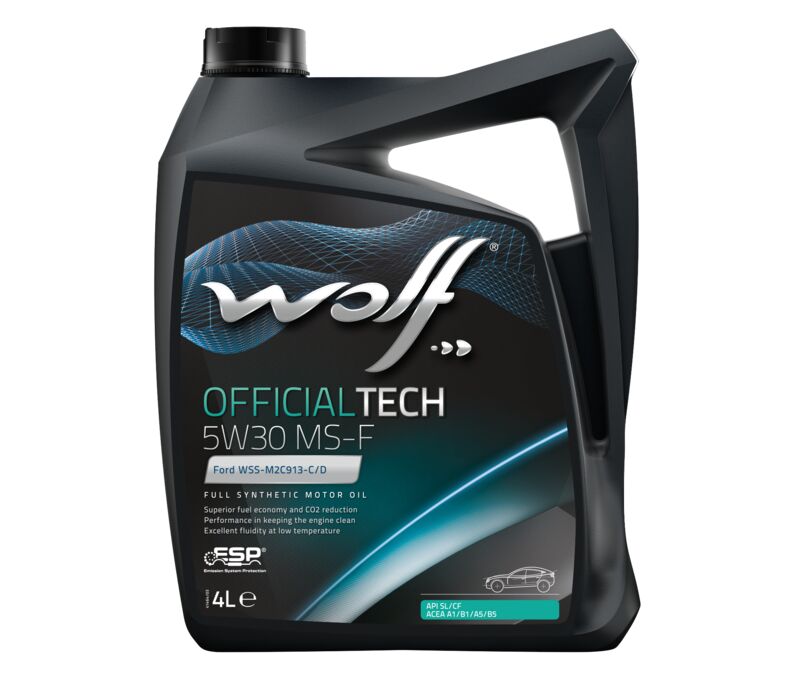 wolf®
OFFICIALTECH
5W30 MS-F
Ford WSS-M2C913-C/D
FULL SYNTHETIC MOTOR OIL
Superior fuel economy and CO2 reduction
Performance in keeping the engine clean
Excellent fluidity at low temperature
ESP®
Emission System Protection
4L e
API SL/CF
ACEA A1/B1/A5/B5